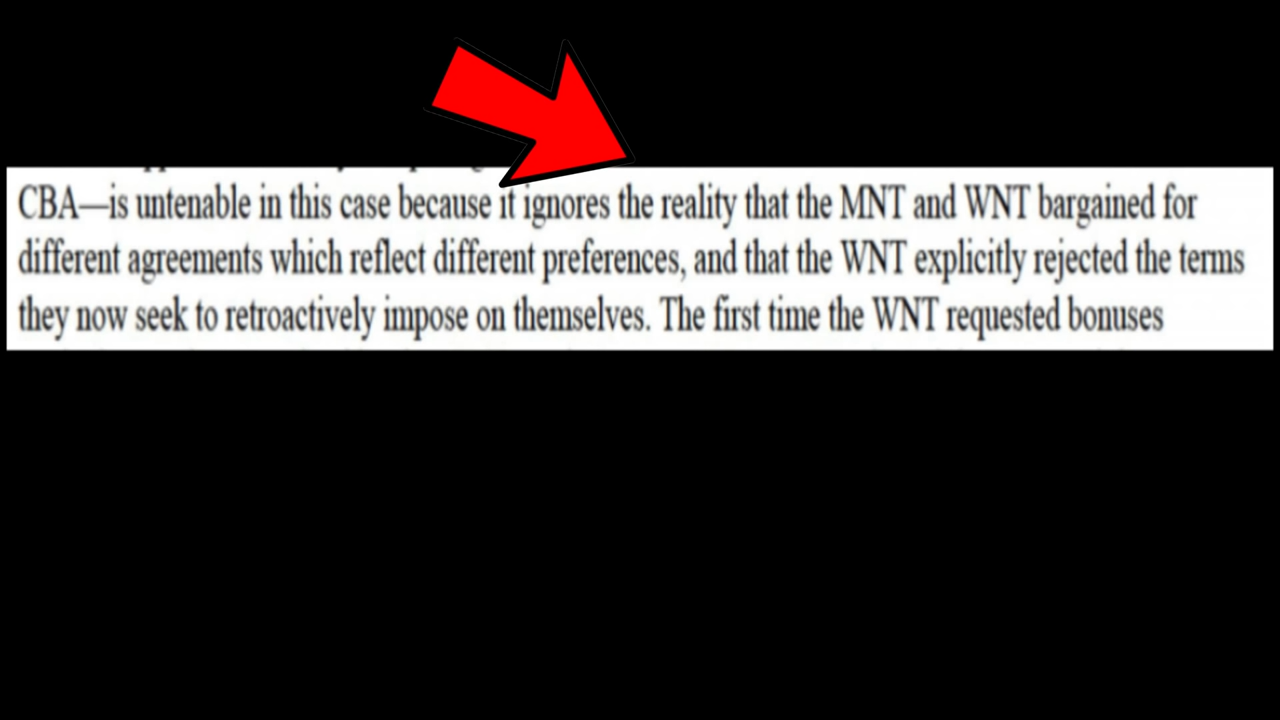 CBA—is untenable in this case because it ignores the reality that the MNT and WNT bargained for
different agreements which reflect different preferences, and that the WNT explicitly rejected the terms
they now seek to retroactively impose on themselves. The first time the WNT requested bonuses